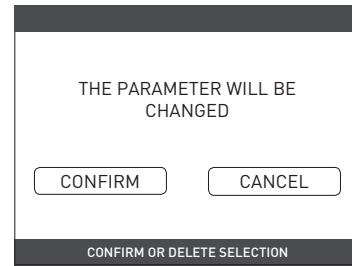 THE PARAMETER WILL BE
CHANGED
CONFIRM
CANCEL
CONFIRM OR DELETE SELECTION